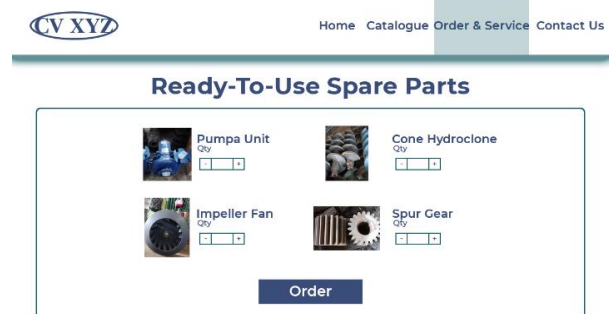 CV XYZ
Home Catalogue Order & Service Contact Us
Ready-To-Use Spare Parts
Pumpa Unit
Qty
- +
Cone Hydroclone
Qty
- +
Impeller Fan
Qty
- +
Spur Gear
Qty
- +
Order